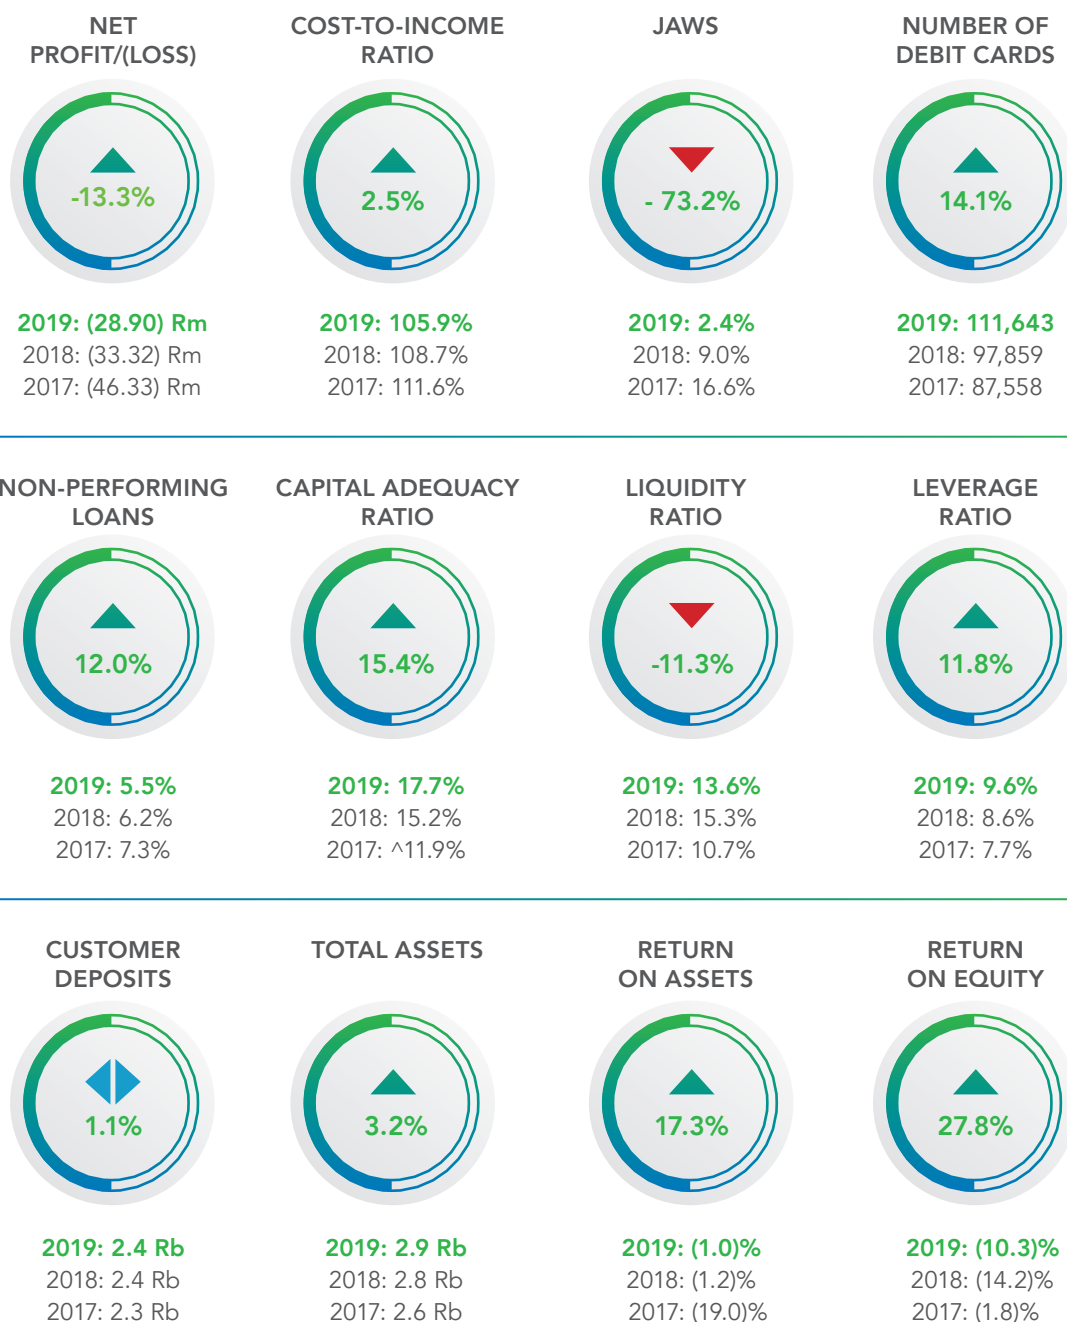 NET
PROFIT/(LOSS)
-13.3%
2019: (28.90) Rm
2018: (33.32) Rm
2017: (46.33) Rm
COST-TO-INCOME
RATIO
2.5%
2019: 105.9%
2018: 108.7%
2017: 111.6%
JAWS
- 73.2%
2019: 2.4%
2018: 9.0%
2017: 16.6%
NUMBER OF
DEBIT CARDS
14.1%
2019: 111,643
2018: 97,859
2017: 87,558
NON-PERFORMING
LOANS
12.0%
2019: 5.5%
2018: 6.2%
2017: 7.3%
CAPITAL ADEQUACY
RATIO
15.4%
2019: 17.7%
2018: 15.2%
2017: ^11.9%
LIQUIDITY
RATIO
-11.3%
2019: 13.6%
2018: 15.3%
2017: 10.7%
LEVERAGE
RATIO
11.8%
2019: 9.6%
2018: 8.6%
2017: 7.7%
CUSTOMER
DEPOSITS
1.1%
2019: 2.4 Rb
2018: 2.4 Rb
2017: 2.3 Rb
TOTAL ASSETS
3.2%
2019: 2.9 Rb
2018: 2.8 Rb
2017: 2.6 Rb
RETURN
ON ASSETS
17.3%
2019: (1.0)%
2018: (1.2)%
2017: (19.0)%
RETURN
ON EQUITY
27.8%
2019: (10.3)%
2018: (14.2)%
2017: (1.8)%